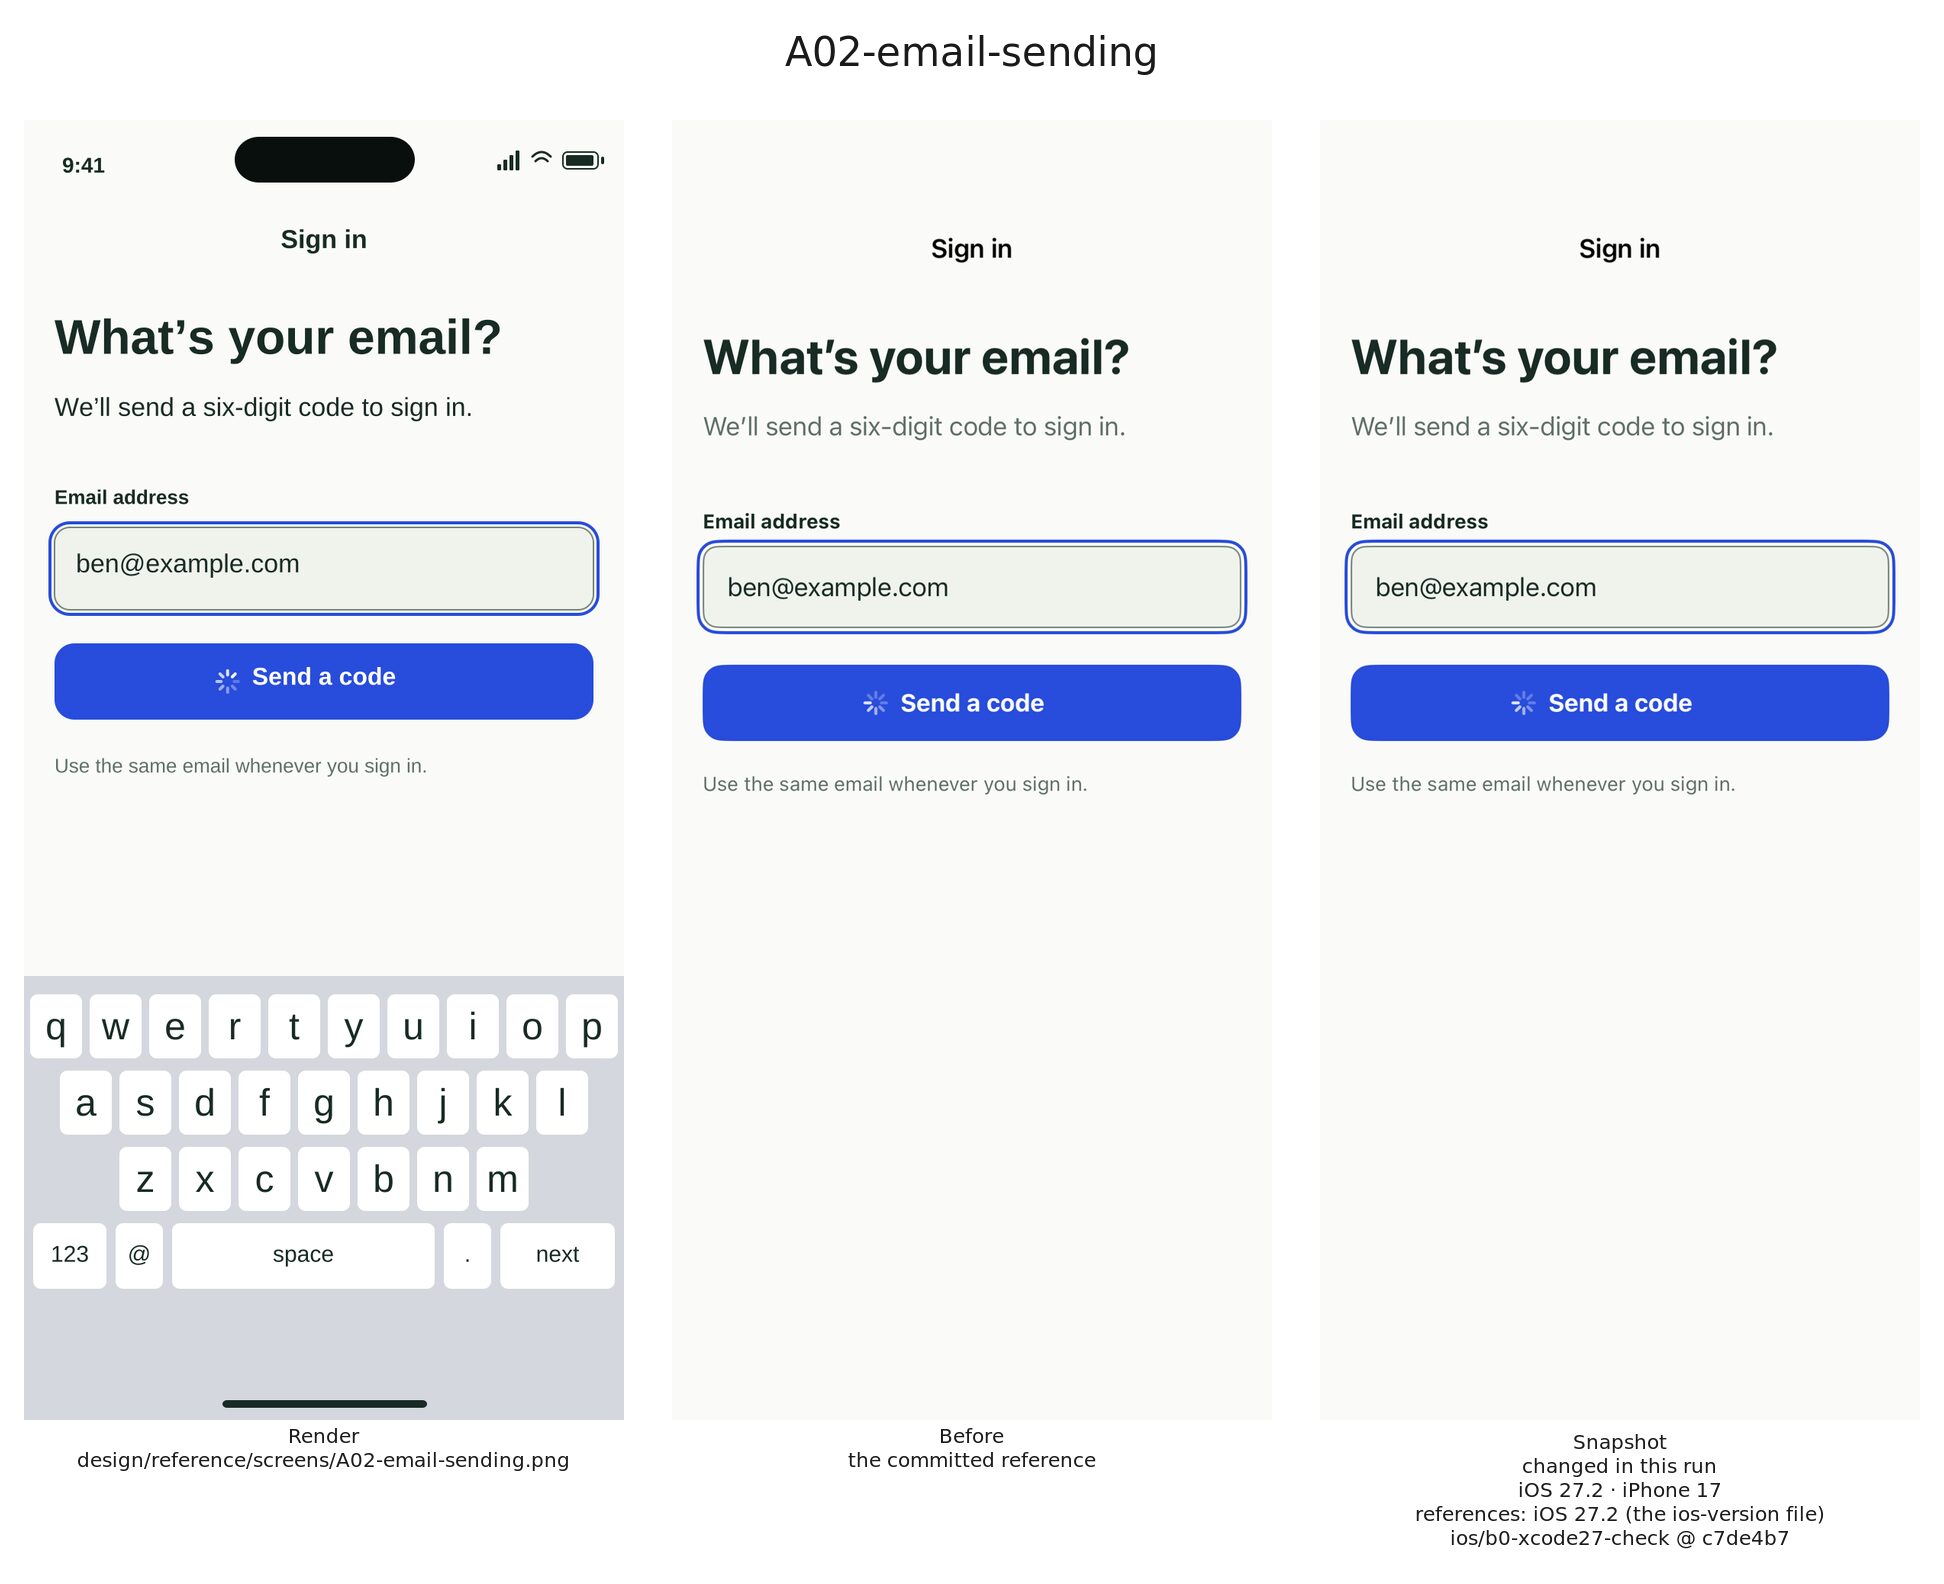 A02-email-sending
9:41
Sign in
What’s your email?
We’ll send a six-digit code to sign in.
Email address
ben@example.com
Send a code
Use the same email whenever you sign in.
q w e r t y u i o p
a s d f g h j k l
z x c v b n m
123 @ space . next
Render
design/reference/screens/A02-email-sending.png
Sign in
What’s your email?
We’ll send a six-digit code to sign in.
Email address
ben@example.com
Send a code
Use the same email whenever you sign in.
Before
the committed reference
Sign in
What’s your email?
We’ll send a six-digit code to sign in.
Email address
ben@example.com
Send a code
Use the same email whenever you sign in.
Snapshot
changed in this run
iOS 27.2 · iPhone 17
references: iOS 27.2 (the ios-version file)
ios/b0-xcode27-check @ c7de4b7